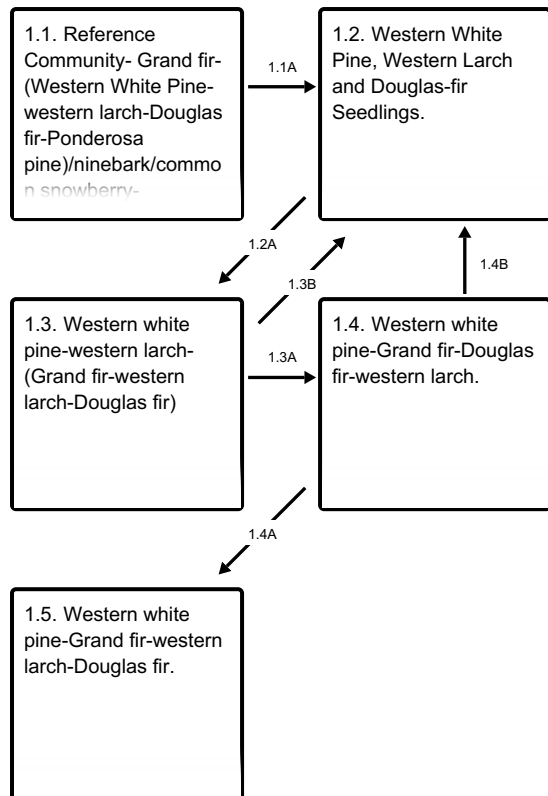 1.1. Reference
Community- Grand fir-
(Western White Pine-
western larch-Douglas
fir-Ponderosa
pine)/ninebark/commo
n snowberry-
1.1A
1.2. Western White
Pine, Western Larch
and Douglas-fir
Seedlings.
1.2A
1.3B
1.4B
1.3. Western white
pine-western larch-
(Grand fir-western
larch-Douglas fir)
1.3A
1.4. Western white
pine-Grand fir-Douglas
fir-western larch.
1.4A
1.5. Western white
pine-Grand fir-western
larch-Douglas fir.